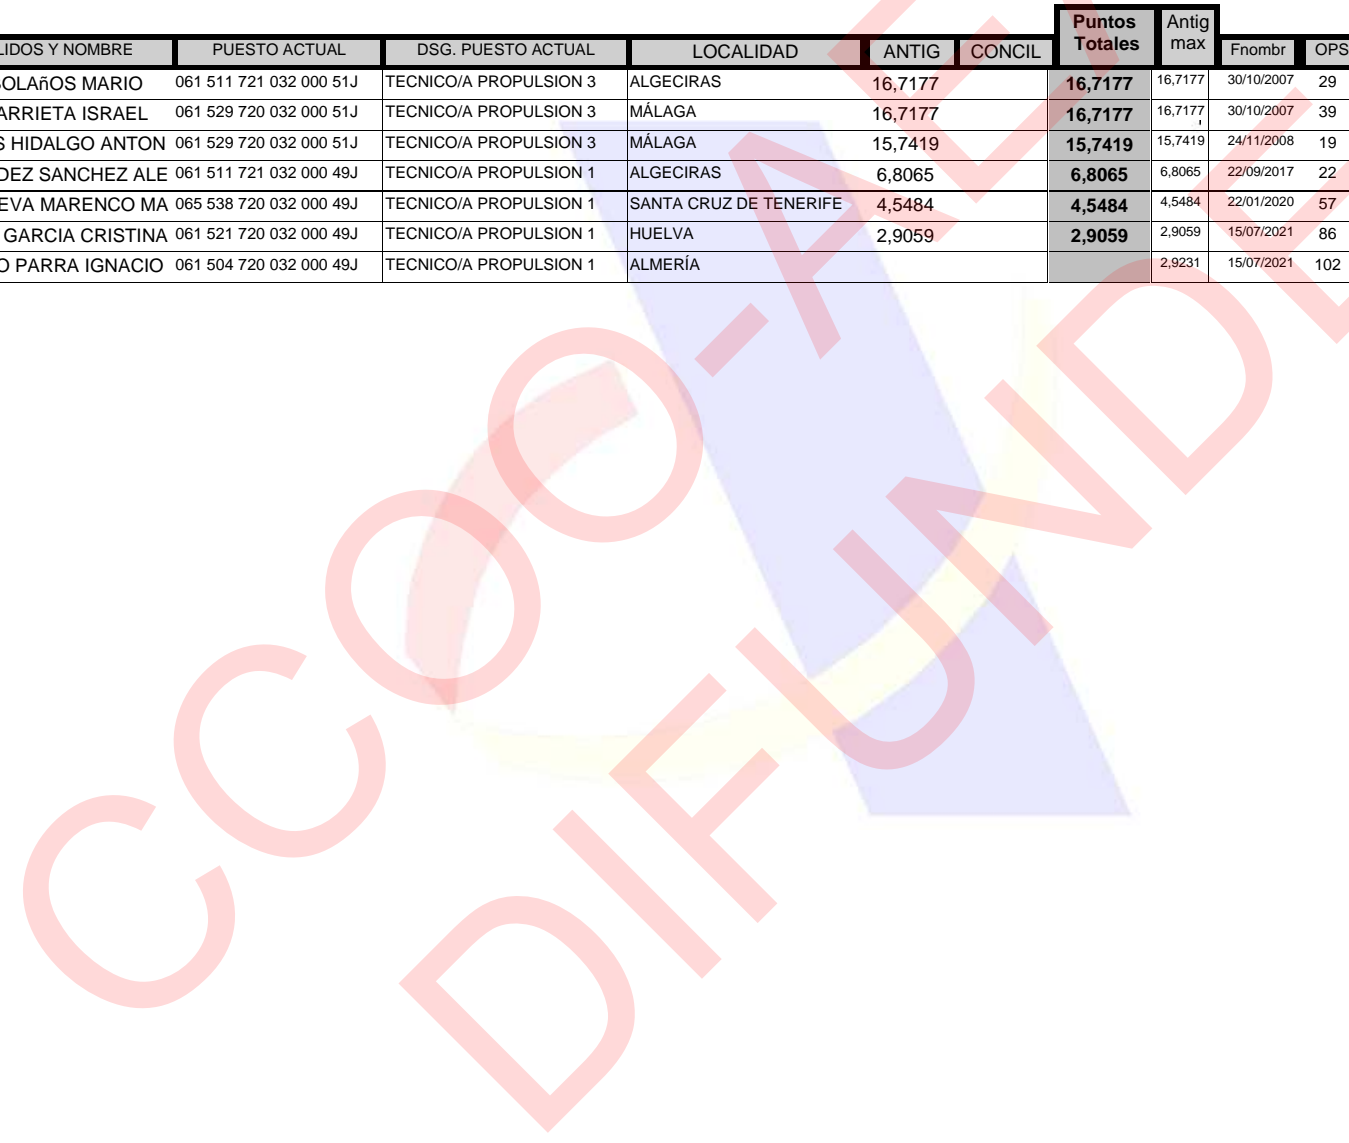 Puntos Totales Antig max
LIDOS Y NOMBRE PUESTO ACTUAL DSG. PUESTO ACTUAL LOCALIDAD ANTIG CONCIL Fnombr OPS
OLAñOS MARIO 061 511 721 032 000 51J TECNICO/A PROPULSION 3 ALGECIRAS 16,7177 16,7177 16,7177 30/10/2007 29
ARRIETA ISRAEL 061 529 720 032 000 51J TECNICO/A PROPULSION 3 MÁLAGA 16,7177 16,7177 16,7177 30/10/2007 39
S HIDALGO ANTON 061 529 720 032 000 51J TECNICO/A PROPULSION 3 MÁLAGA 15,7419 15,7419 15,7419 24/11/2008 19
DEZ SANCHEZ ALE 061 511 721 032 000 49J TECNICO/A PROPULSION 1 ALGECIRAS 6,8065 6,8065 6,8065 22/09/2017 22
EVA MARENCO MA 065 538 720 032 000 49J TECNICO/A PROPULSION 1 SANTA CRUZ DE TENERIFE 4,5484 4,5484 4,5484 22/01/2020 57
GARCIA CRISTINA 061 521 720 032 000 49J TECNICO/A PROPULSION 1 HUELVA 2,9059 2,9059 2,9059 15/07/2021 86
O PARRA IGNACIO 061 504 720 032 000 49J TECNICO/A PROPULSION 1 ALMERÍA 2,9231 15/07/2021 102
CCOO-AE
DIFUNDE